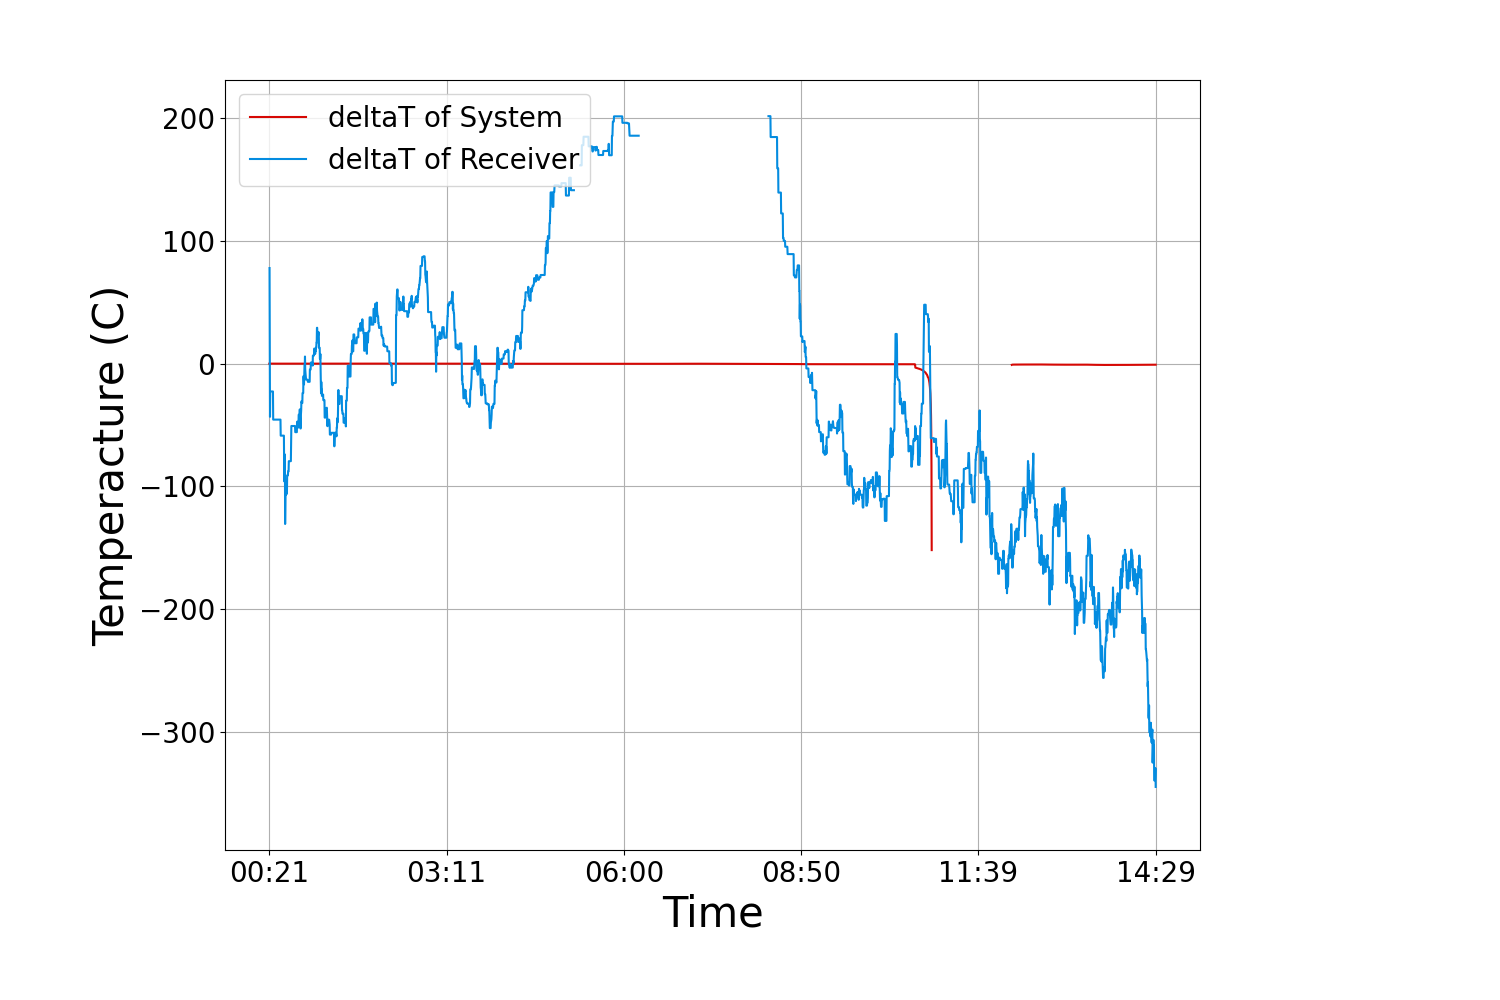 deltaT of System
deltaT of Receiver
Temperacture (C)
200
100
0
−100
−200
−300
00:21 03:11 06:00 08:50 11:39 14:29
Time